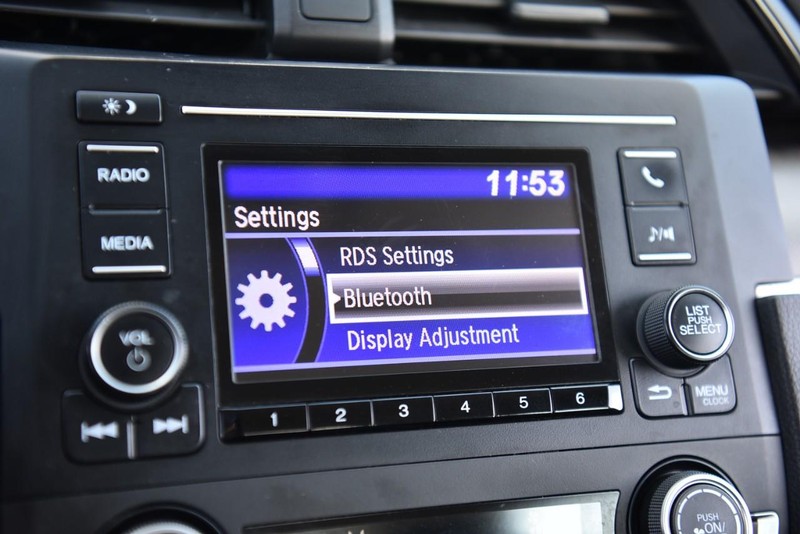 RADIO
MEDIA
VOL
11:53
Settings
RDS Settings
Bluetooth
Display Adjustment
1 2 3 4 5 6
LIST
PUSH
SELECT
MENU
CLOCK
PUSH
ON/